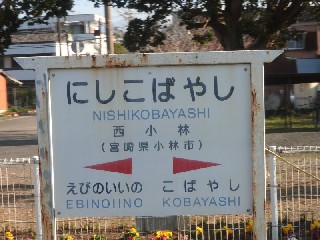 にしこばやし
NISHIKOBAYASHI
西小林
(宮崎県小林市)
えびのいいの こばやし
EBINOIINO KOBAYASHI